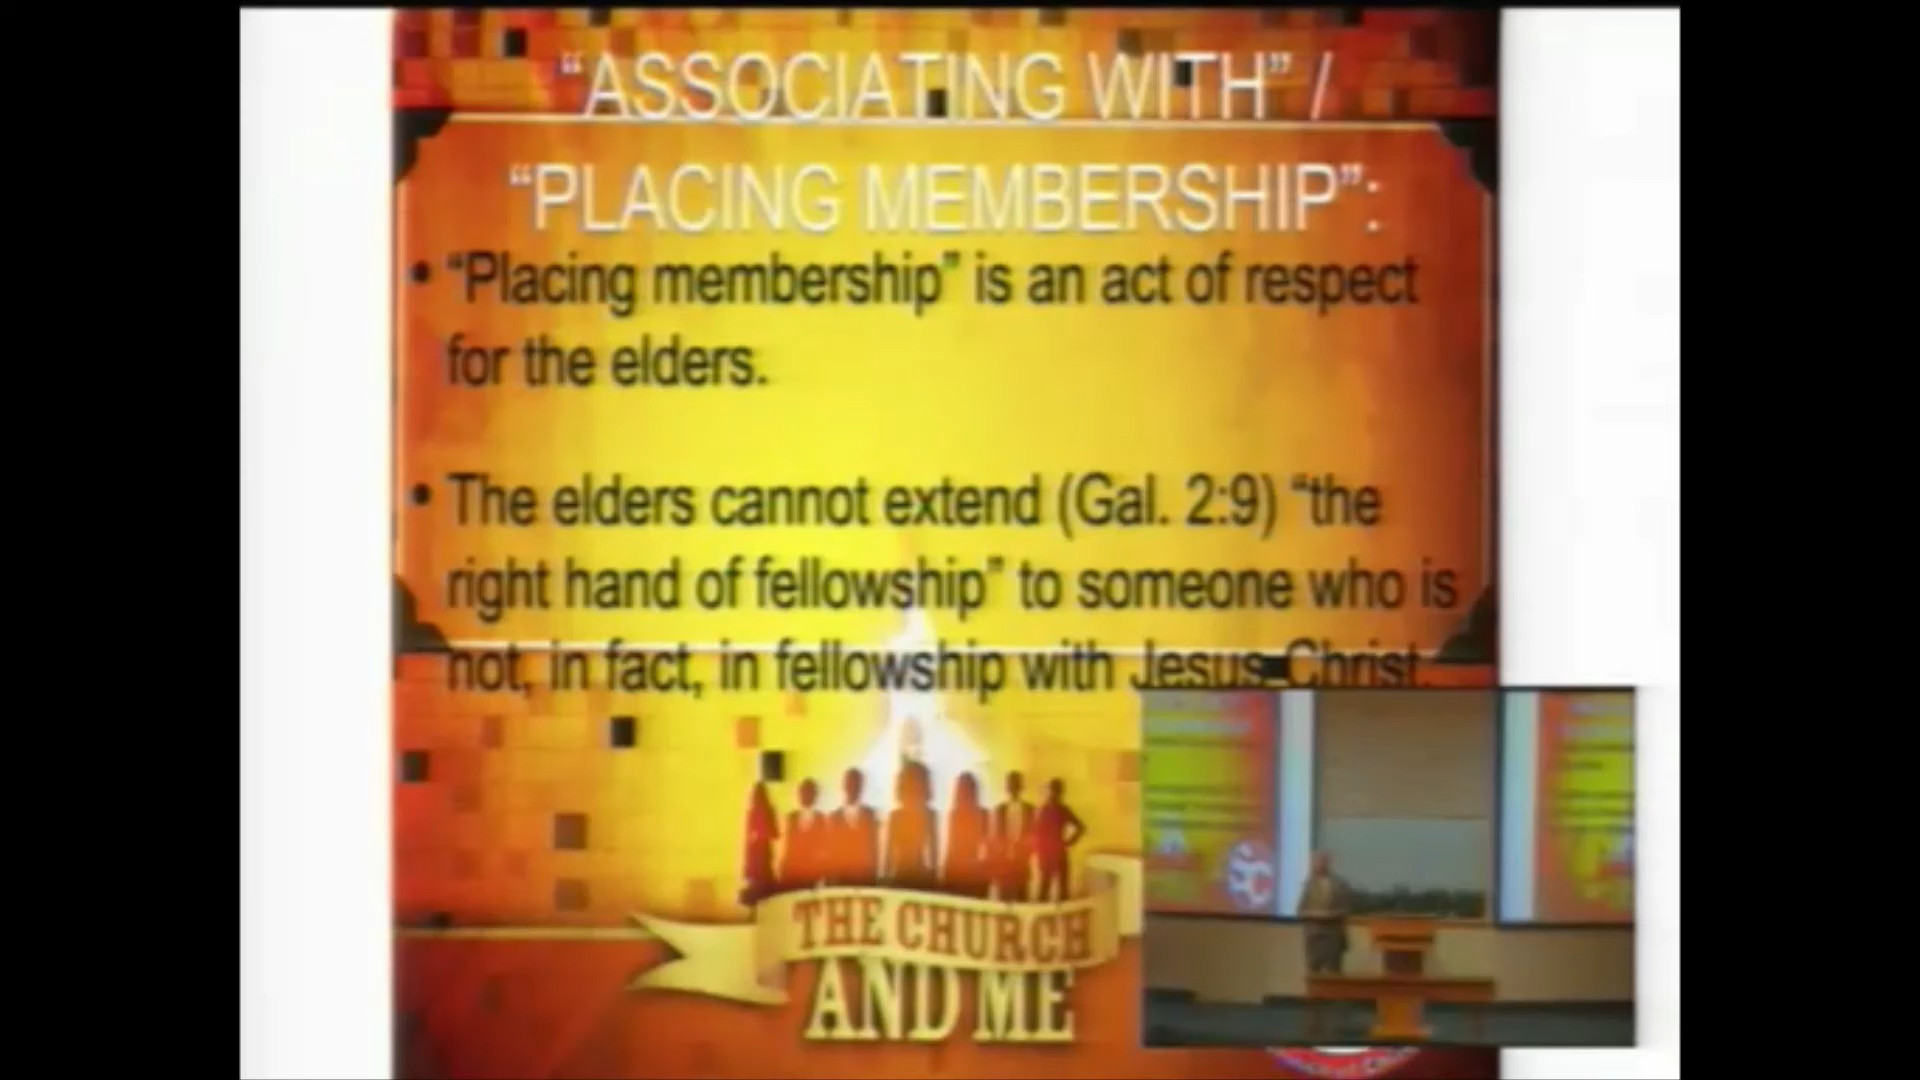 “ASSOCIATING WITH” /
“PLACING MEMBERSHIP”:
• “Placing membership” is an act of respect
for the elders.
• The elders cannot extend (Gal. 2:9) “the
right hand of fellowship” to someone who is
not, in fact, in fellowship with Jesus Christ.
THE CHURCH
AND ME
SC